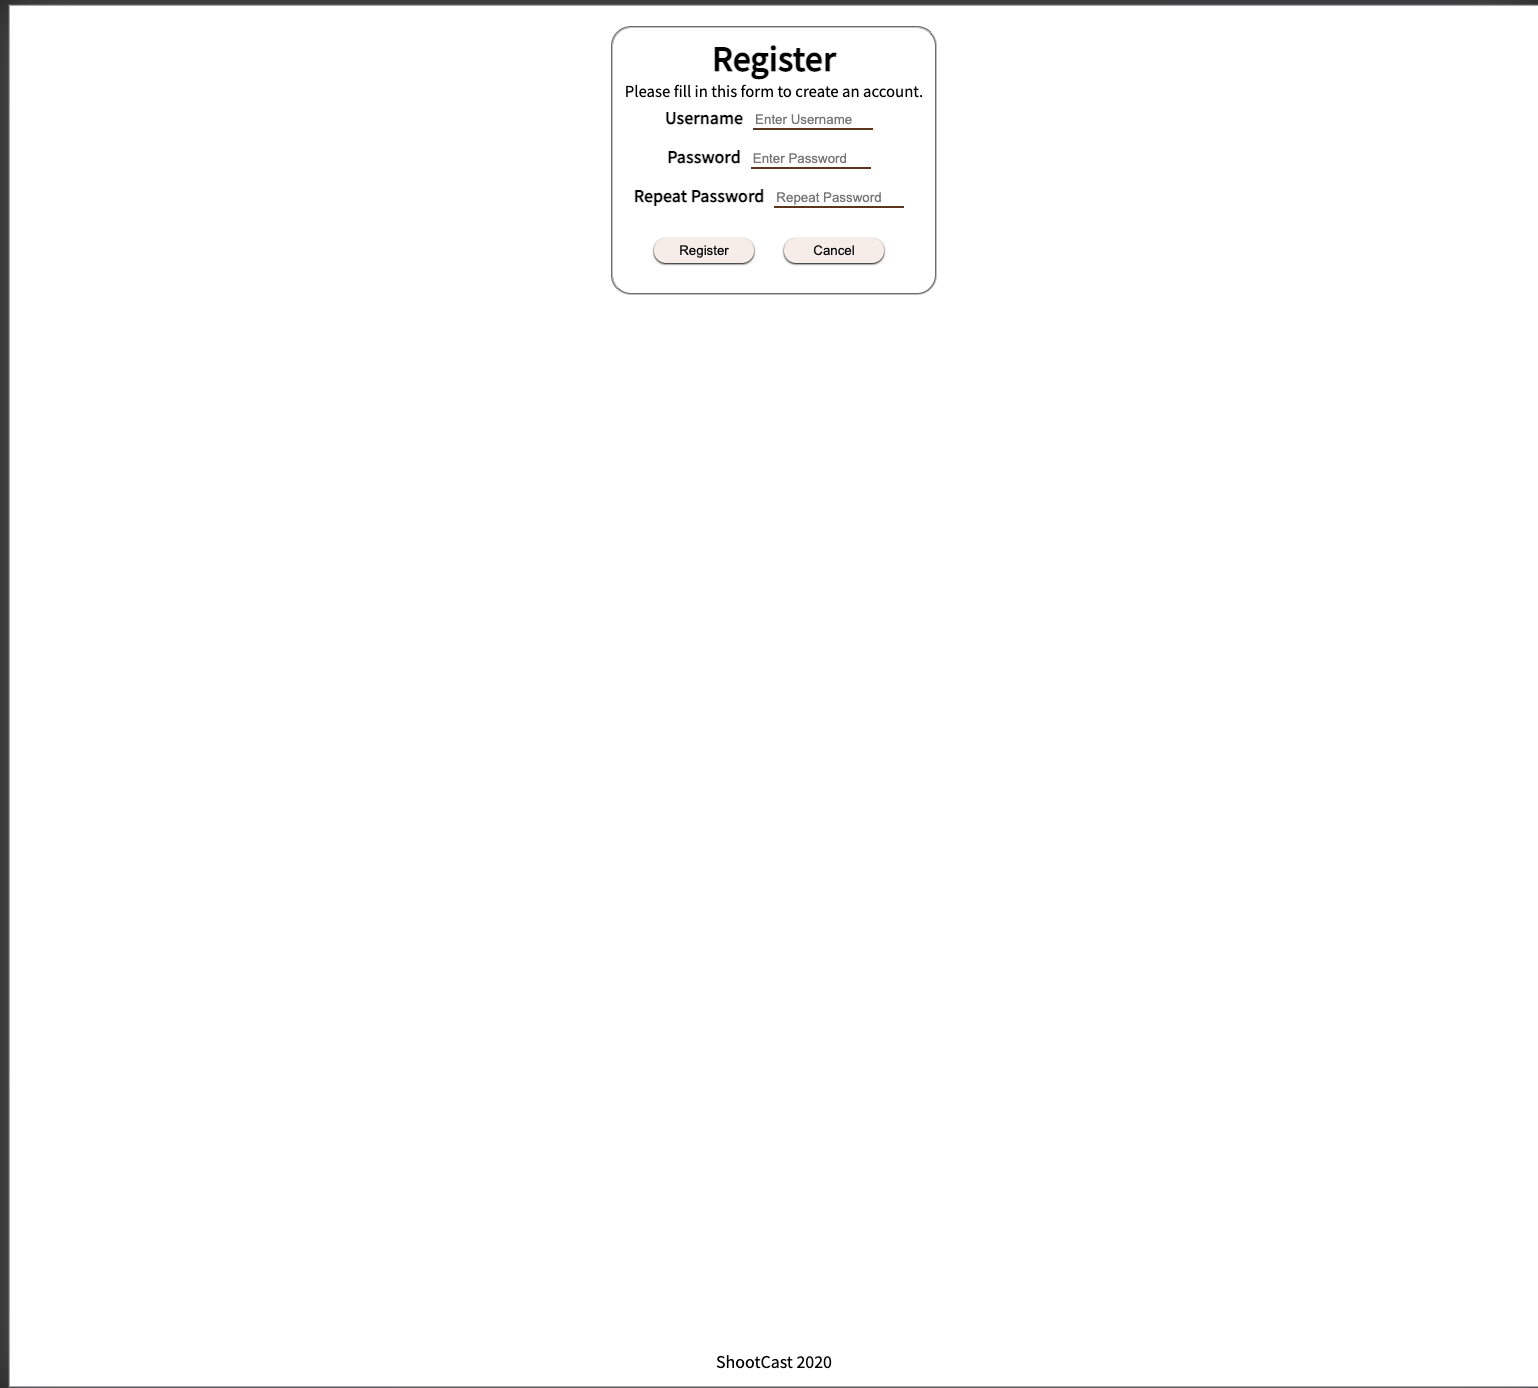 Register
Please fill in this form to create an account.
Username Enter Username
Password Enter Password
Repeat Password Repeat Password
Register Cancel
ShootCast 2020